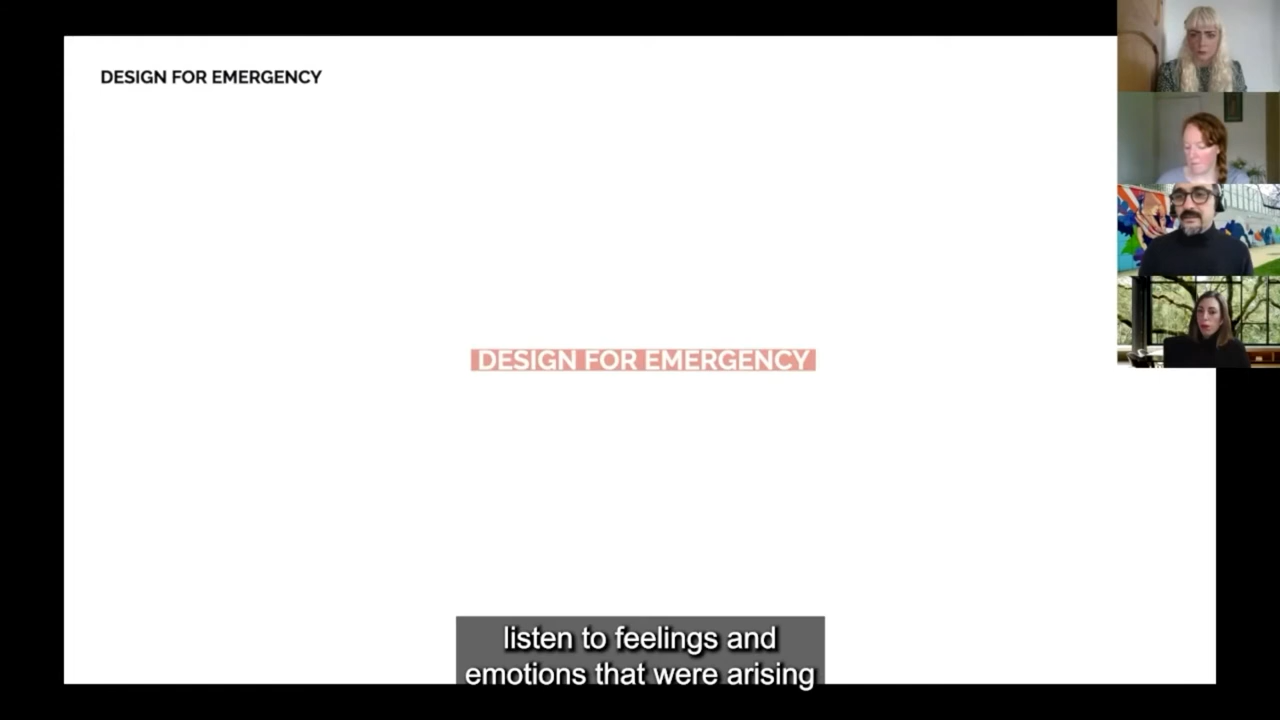 DESIGN FOR EMERGENCY
DESIGN FOR EMERGENCY
listen to feelings and
emotions that were arising